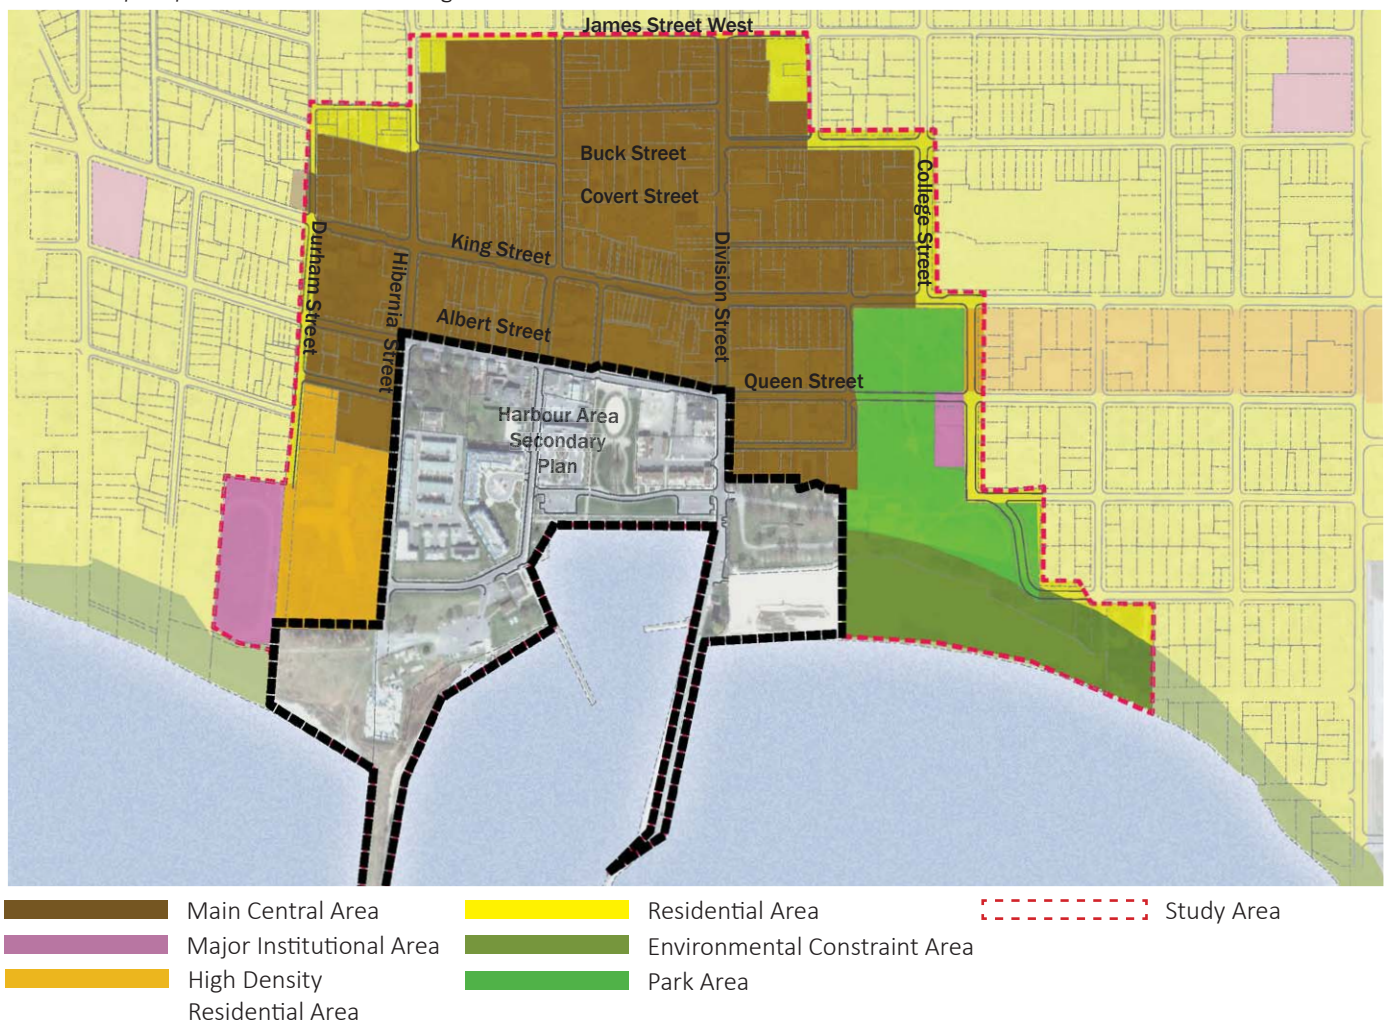 James Street West
Buck Street
Covert Street
College Street
King Street
Durham Street
Hibernia Street
Division Street
Albert Street
Queen Street
Harbour Area
Secondary
Plan
Main Central Area
Residential Area
Study Area
Major Institutional Area
Environmental Constraint Area
High Density
Residential Area
Park Area